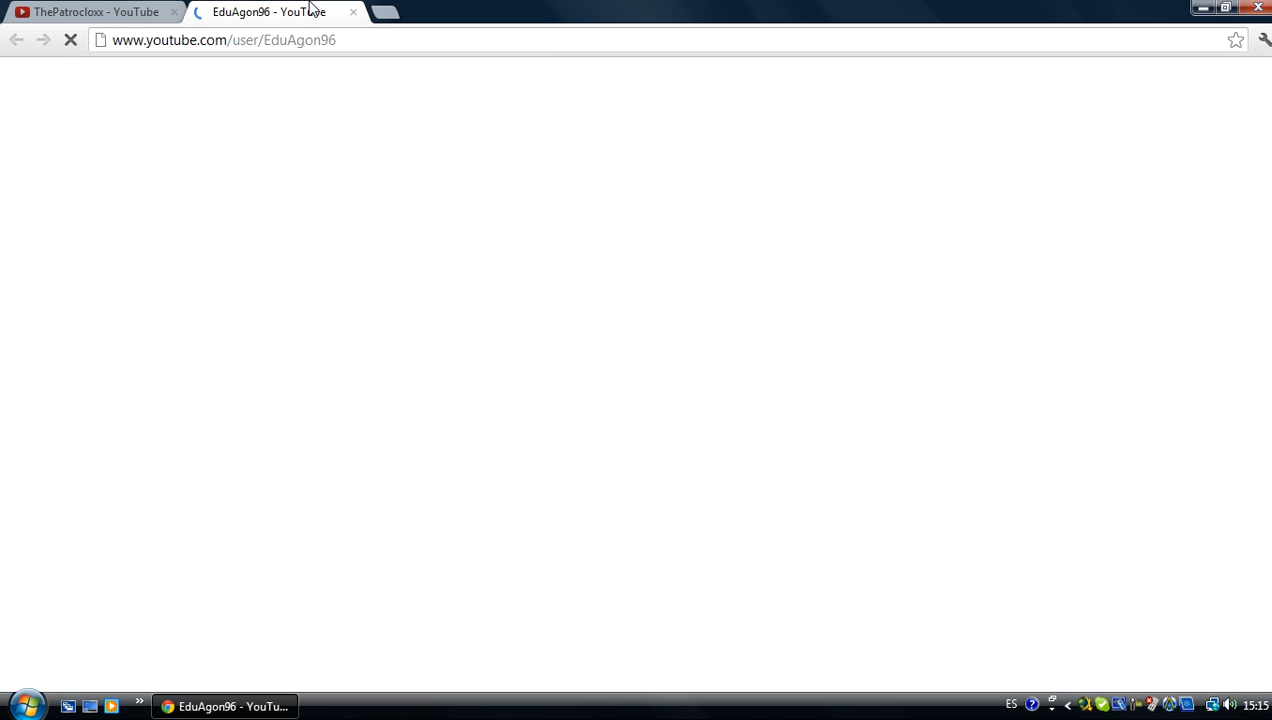 ThePatrocloxx - YouTube
EduAgon96 - YouTube
www.youtube.com/user/EduAgon96
EduAgon96 - YouTu...
ES
15:15